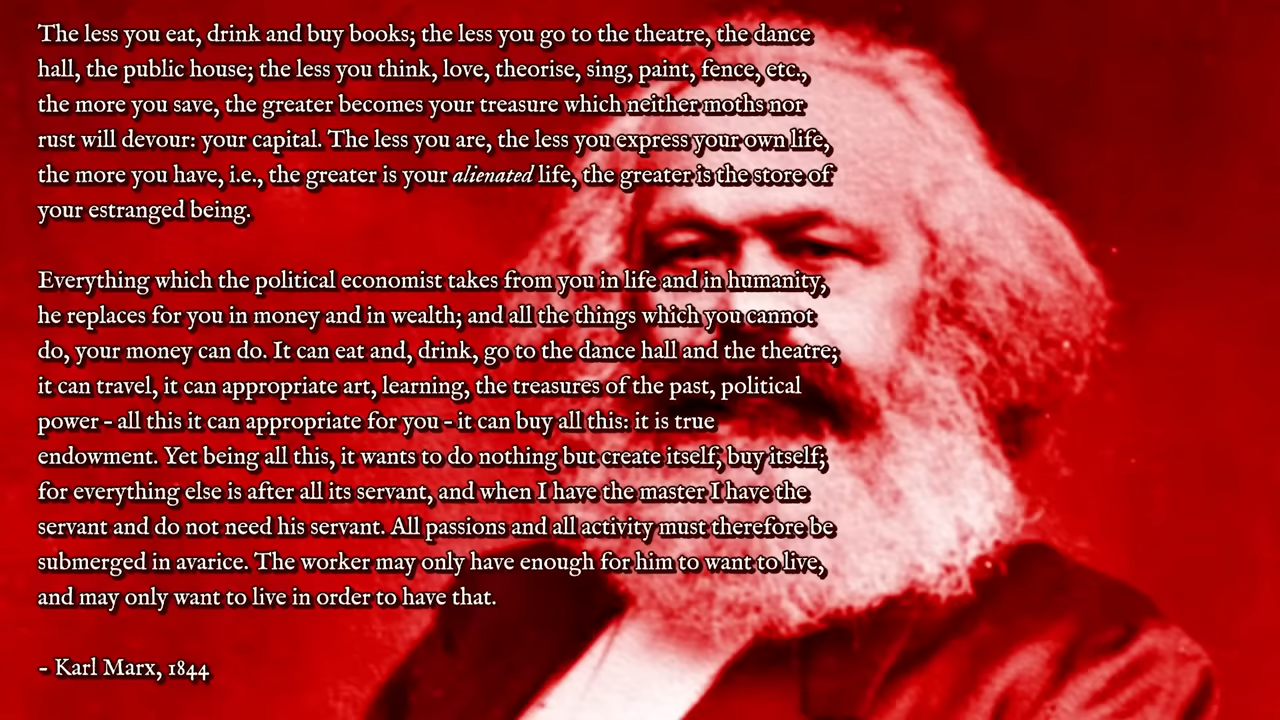 The less you eat, drink and buy books; the less you go to the theatre, the dance
hall, the public house; the less you think, love, theorise, sing, paint, fence, etc.,
the more you save, the greater becomes your treasure which neither moths nor
rust will devour: your capital. The less you are, the less you express your own life,
the more you have, i.e., the greater is your alienated life, the greater is the store of
your estranged being.
Everything which the political economist takes from you in life and in humanity,
he replaces for you in money and in wealth; and all the things which you cannot
do, your money can do. It can eat and, drink, go to the dance hall and the theatre;
it can travel, it can appropriate art, learning, the treasures of the past, political
power – all this it can appropriate for you – it can buy all this: it is true
endowment. Yet being all this, it wants to do nothing but create itself, buy itself;
for everything else is after all its servant, and when I have the master I have the
servant and do not need his servant. All passions and all activity must therefore be
submerged in avarice. The worker may only have enough for him to want to live,
and may only want to live in order to have that.
– Karl Marx, 1844